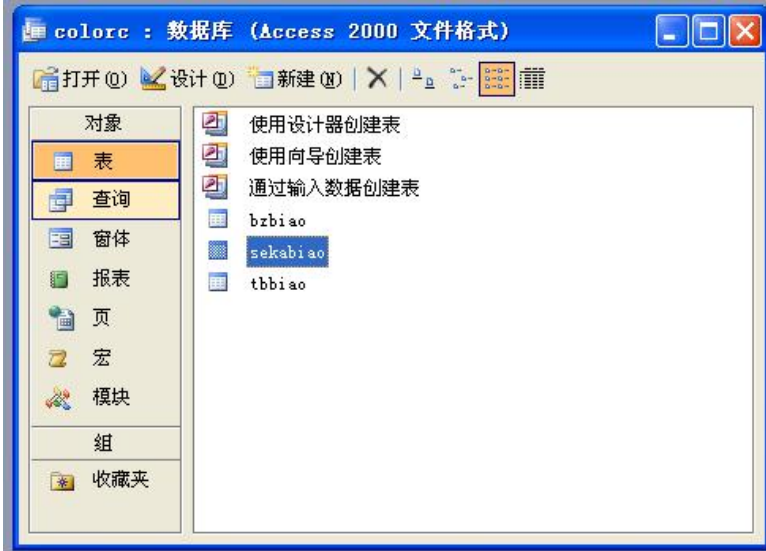 colorc : 数据库 (Access 2000 文件格式)
打开(O) 设计(D) 新建(N)
对象
表
查询
窗体
报表
页
宏
模块
组
收藏夹
使用设计器创建表
使用向导创建表
通过输入数据创建表
bzbiao
sekabiao
tbbiao